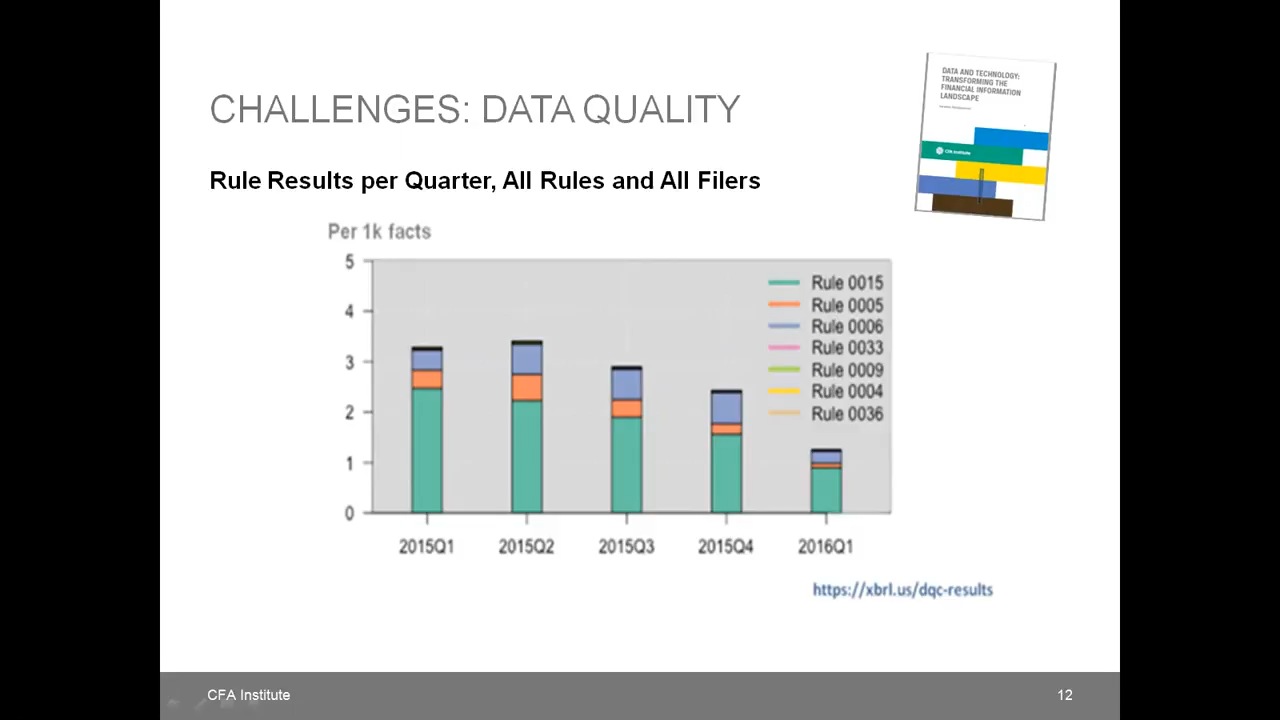 CHALLENGES: DATA QUALITY
DATA AND TECHNOLOGY:
TRANSFORMING THE
FINANCIAL INFORMATION
LANDSCAPE
CFA Institute
Rule Results per Quarter, All Rules and All Filers
Per 1k facts
5
4
3
2
1
0
Rule 0015
Rule 0005
Rule 0006
Rule 0033
Rule 0009
Rule 0004
Rule 0036
2015Q1 2015Q2 2015Q3 2015Q4 2016Q1
https://xbrl.us/dqc-results
CFA Institute
12